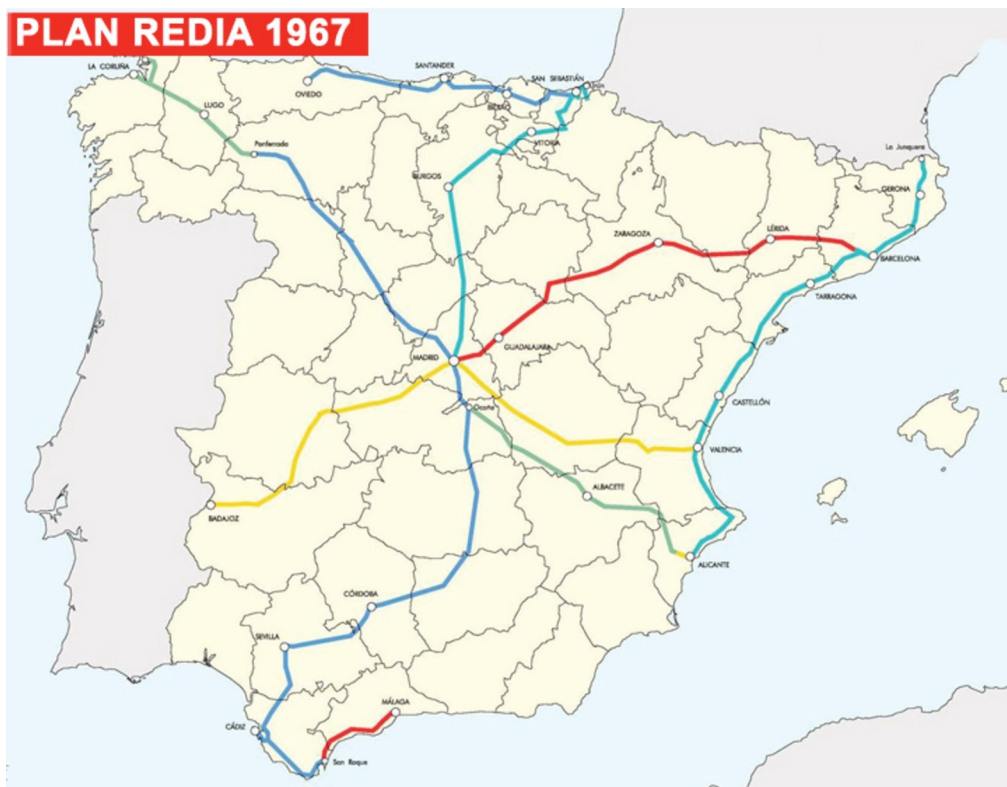 PLAN REDIA 1967
LA CORUÑA
LUGO
Ponferrada
OVIEDO
SANTANDER
SAN SEBASTIÁN
Irún
BILBAO
VITORIA
BURGOS
La Junquera
GERONA
ZARAGOZA
LÉRIDA
BARCELONA
TARRAGONA
GUADALAJARA
MADRID
Ocaña
CASTELLÓN
VALENCIA
ALBACETE
BADAJOZ
ALICANTE
CÓRDOBA
SEVILLA
MÁLAGA
CÁDIZ
San Roque